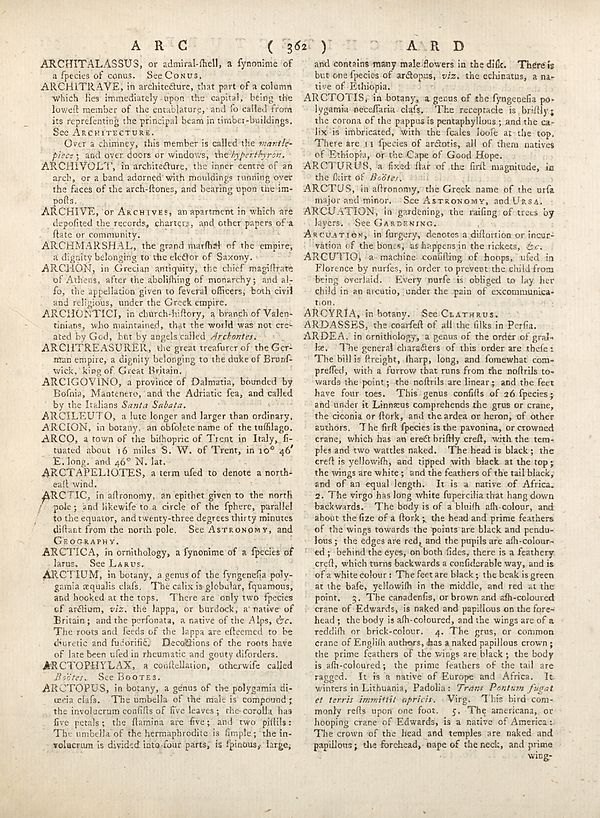 A R C ( 362 ) A R D
ARCHITALASSUS, or admiral-ſhell, a ſynonime of
a ſpecies of conus. See CONUS.
ARCHITRAVE, in architecture, that part of a column
which lies immediately upon the capital, being the
loweſt member of the entablature, and ſo called from
its repreſenting the principal beam in timber-buildings.
See ARCHITECTURE.
Over a chimney, this member is called the mantle-
piece; and over doors or windows, the hyperthyron.
ARCHIVOLT, in architecture, the inner centre of an
arch, or a band adorned with mouldings running over
the faces of the arch-ſtones, and bearing upon the im-
poſts.
ARCHIVE, or ARCHIVES, an apartment in which are
depoſited the records, charters, and other papers of a
ſtate or community.
ARCHMARSHAL, the grand marſhal of the empire,
a dignity belonging to the elector of Saxony.
ARCHON, in Grecian antiquity, the chief magiſtrate
of Athens, after the aboliſhing of monarchy; and al-
ſo, the appellation given to ſeveral officers, both civil
and religious, under the Greek empire.
ARCHONTICI, in church-hiſtory, a branch of Valen-
tinians, who maintained, that the world was not cre-
ated by God, but by angels called Archontes.
ARCHTREASURER, the great treaſurer of the Ger-
man empire, a dignity belonging to the duke of Brunſ-
wick, king of Great Britain.
ARCIGOVINO, a province of Dalmatia, bounded by
Boſnia, Mantenero, and the Adriatic ſea, and called
by the Italians Santa Sabata.
ARCILEUTO, a lute longer and larger than ordinary.
ARCION, in botany, an obſolete name of the tuſſilago.
ARCO, a town of the biſhopric of Trent in Italy, ſi-
tuated about 16 miles S. W. of Trent, in 10° 46′
E. long. and 46° N. lat.
ARCTAPELIOTES, a term uſed to denote a north-
eaſt wind.
ARCTIC, in aſtronomy, an epithet given to the north
pole; and likewiſe to a circle of the ſphere, parallel
to the equator, and twenty-three degrees thirty minutes
diſtant from the north pole. See ASTRONOMY, and
GEOGRAPHY.
ARCTICA, in ornithology, a ſynonime of a ſpecies of
larus. See LARUS.
ARCTIUM, in botany, a genus of the ſyngeneſia poly-
gamia æqualis claſs. The calix is globular, ſquamous,
and hooked at the tops. There are only two ſpecies
of arctium, viz. the lappa, or burdock, a native of
Britain; and the perſonata, a native of the Alps, &c.
The roots and ſeeds of the lappa are eſteemed to be
diuretic and ſudorific. Decoctions of the roots have
of late been uſed in rheumatic and gouty diſorders.
ARCTOPHYLAX, a conſtellation, otherwiſe called
Boötes. See BOOTES.
ARCTOPUS, in botany, a genus of the polygamia di-
œcia claſs. The umbella of the male is compound;
the involucrum conſiſts of five leaves; the corolla has
five petals; the ſtamina are five; and two piſtils:
The umbella of the hermaphrodite is ſimple; the in-
volucrum is divided into four parts, is ſpinous, large,
and contains many male flowers in the diſk. There is
but one ſpecies of arctopus, viz. the echinatus, a na-
tive of Ethiopia.
ARCTOTIS, in botany, a genus of the ſyngeneſia po-
lygamia neceſſaria claſs. The receptacle is briſtly;
the corona of the pappus is pentaphyllous; and the ca-
lix is imbricated, with the ſcales looſe at the top.
There are 11 ſpecies of arctotis, all of them natives
of Ethiopia, or the Cape of Good Hope.
ARCTURUS, a fixed ſtar of the firſt magnitude, in
the ſkirt of Boötes.
ARCTUS, in aſtronomy, the Greek name of the urſa
major and minor. See ASTRONOMY, and URSA.
ARCUATION, in gardening, the raiſing of trees by
layers. See GARDENING.
ARCUATION, in ſurgery, denotes a diſtortion or incur-
vation of the bones, as happens in the rickets, &c.
ARCUTIO, a machine conſiſting of hoops, uſed in
Florence by nurſes, in order to prevent the child from
being overlaid. Every nurſe is obliged to lay her
child in an arcutio, under the pain of excommunica-
tion.
ARCYRIA, in botany. See CLATHRUS.
ARDASSES, the coarſeſt of all the ſilks in Perſia.
ARDEA, in ornithology, a genus of the order of gral-
læ. The general characters of this order are theſe:
The bill is ſtreight, ſharp, long, and ſomewhat com-
preſſed, with a furrow that runs from the noſtrils to-
wards the point; the noſtrils are linear; and the feet
have four toes. This genus conſiſts of 26 ſpecies;
and under it Linnæus comprehends the grus or crane,
the ciconia or ſtork, and the ardea or heron, of other
authors. The firſt ſpecies is the pavonina, or crowned
crane, which has an erect briſtly creſt, with the tem-
ples and two wattles naked. The head is black; the
creſt is yellowiſh, and tipped with black at the top;
the wings are white; and the feathers of the tail black,
and of an equal length. It is a native of Africa.
2. The virgo has long white ſupercilia that hang down
backwards. The body is of a bluiſh aſh-colour, and
about the ſize of a ſtork; the head and prime feathers
of the wings towards the points are black and pendu-
lous; the edges are red, and the pupils are aſh-colour-
ed; behind the eyes, on both ſides, there is a feathery
creſt, which turns backwards a conſiderable way, and is
of a white colour: The feet are black; the beak is green
at the baſe, yellowiſh in the middle, and red at the
point. 3. The canadenſis, or brown and aſh-coloured
crane of Edwards, is naked and papillous on the fore-
head; the body is aſh-coloured, and the wings are of a
reddiſh or brick-colour. 4. The grus, or common
crane of Engliſh authors, has a naked papillous crown;
the prime feathers of the wings are black; the body
is aſh-coloured; the prime feathers of the tail are
ragged. It is a native of Europe and Africa. It
winters in Lithuania, Padolia: Trans Pontum fugat
et terris immittit apricis. Virg. This bird com-
monly reſts upon one foot. 5. The americana, or
hooping crane of Edwards, is a native of America:
The crown of the head and temples are naked and
papillous; the forehead, nape of the neck, and prime
wing-